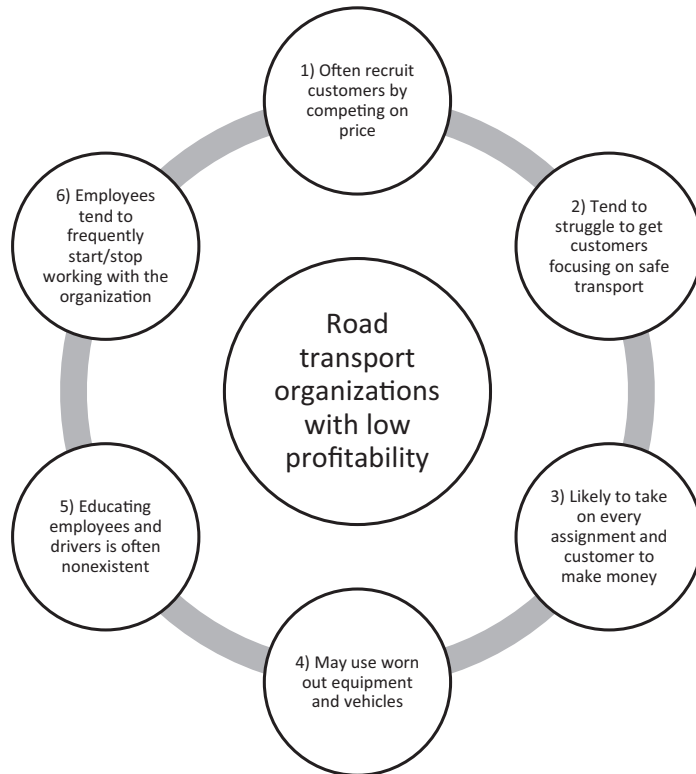 1) Often recruit
customers by
competing on
price
2) Tend to
struggle to get
customers
focusing on safe
transport
3) Likely to take
on every
assignment and
customer to
make money
4) May use worn
out equipment
and vehicles
5) Educating
employees and
drivers is often
nonexistent
6) Employees
tend to
frequently
start/stop
working with the
organization
Road
transport
organizations
with low
profitability